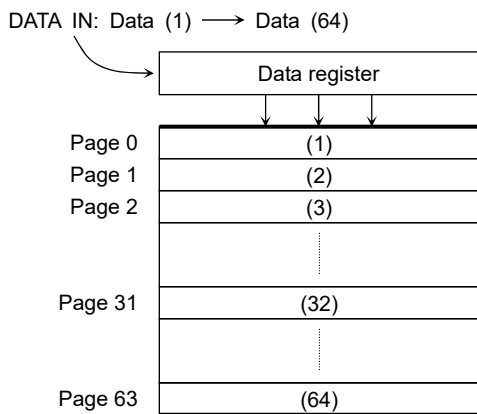 DATA IN: Data (1) → Data (64)
Data register
Page 0 (1)
Page 1 (2)
Page 2 (3)
Page 31 (32)
Page 63 (64)